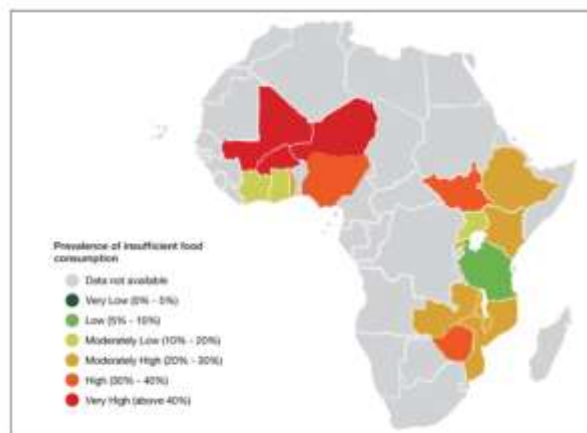 Prevalence of insufficient food
consumption
Data not available
Very Low (0% - 5%)
Low (5% - 10%)
Moderately Low (10% - 20%)
Moderately High (20% - 30%)
High (30% - 40%)
Very High (above 40%)